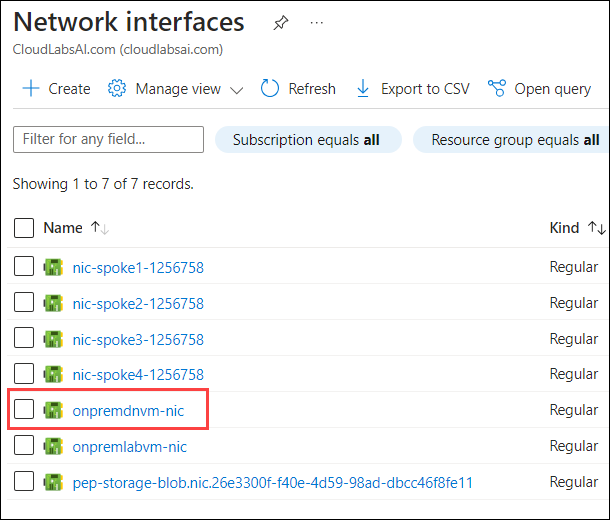 Network interfaces
CloudLabsAI.com (cloudlabsai.com)
Create Manage view Refresh Export to CSV Open query
Filter for any field... Subscription equals all Resource group equals all
Showing 1 to 7 of 7 records.
Name Kind
nic-spoke1-1256758 Regular
nic-spoke2-1256758 Regular
nic-spoke3-1256758 Regular
nic-spoke4-1256758 Regular
onpremdnvm-nic Regular
onpremlabvm-nic Regular
pep-storage-blob.nic.26e3300f-f40e-4d59-98ad-dbcc46f8fe11 Regular